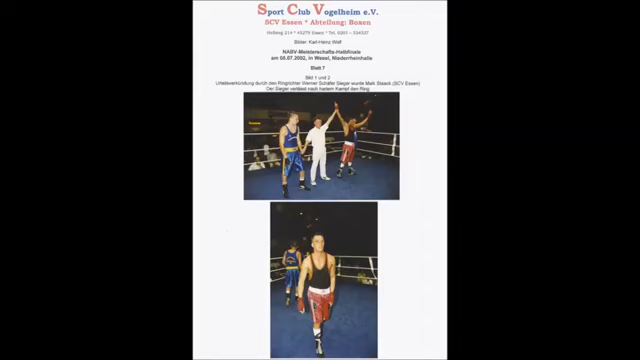 Sport Club Vogelheim e.V.
SCV Essen * Abteilung: Boxen
Bilder: Karl-Heinz Wolf
NABV-Meisterschafts-Halbfinale
am 05.07.2002, in Wesel, Niederrheinhalle
Blatt 7
Bild 1 und 2
Urteilsverkündung durch den Ringrichter Werner Schäfer Sieger wurde Maik (SCV Essen)
Der Sieger verlässt nach hartem Kampf den Ring